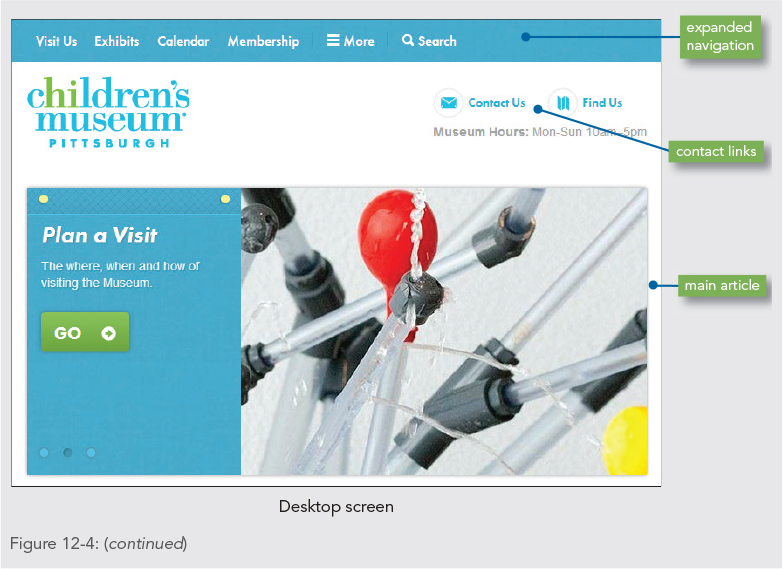 Visit Us Exhibits Calendar Membership More Search
expanded
navigation
children's
museum
PITTSBURGH
Contact Us Find Us
Museum Hours: Mon-Sun 10am-5pm
contact links
Plan a Visit
The where, when and how of
visiting the Museum.
GO
main article
Desktop screen
Figure 12-4: (continued)